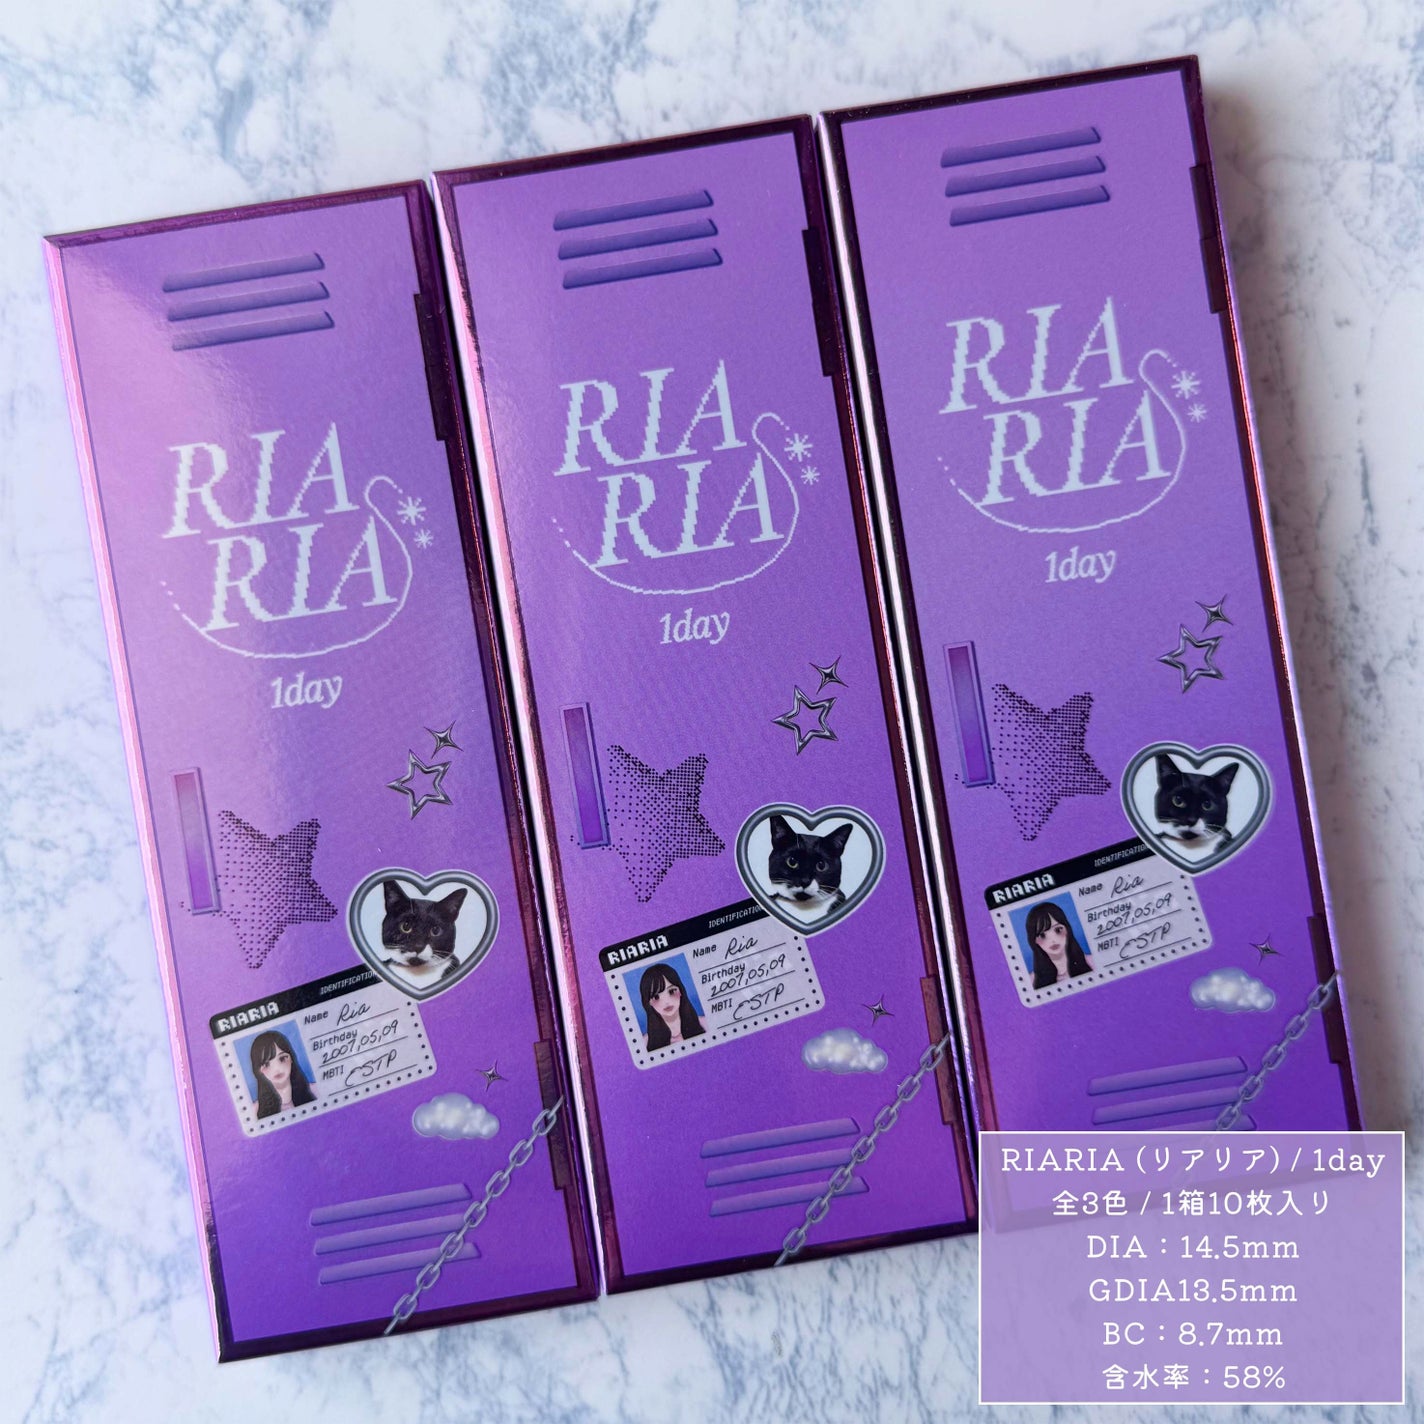 RIA
RIA
1day
RIARIA
IDENTIFICATION
Name Ria
Birthday
2007,05,09
MBTI ESTP
RIA
RIA
1day
RIARIA
Name Ria
Birthday
2007,05,09
MBTI ESTP
RIA
RIA
1day
RIARIA
Name Ria
Birthday
2007,05,09
MBTI ESTP
RIARIA (リアリア) / 1day
全3色 / 1箱10枚入り
DIA：14.5mm
GDIA13.5mm
BC：8.7mm
含水率：58%